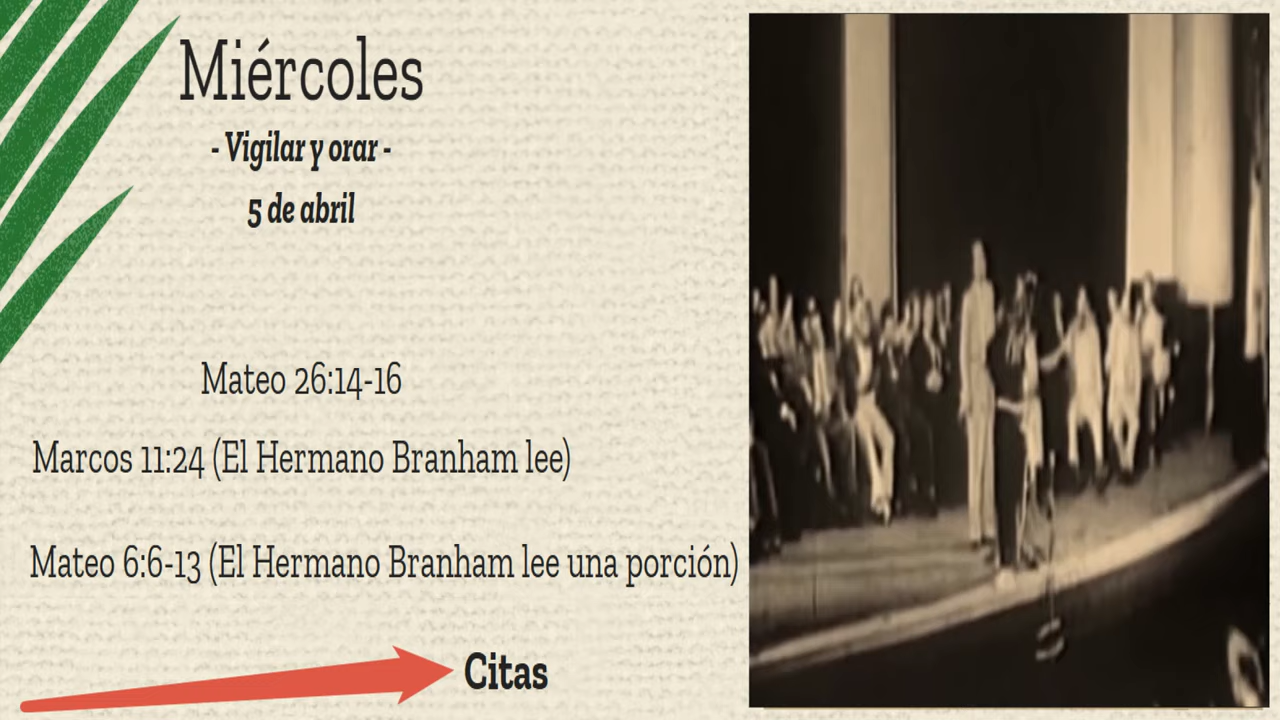 Miércoles
- Vigilar y orar -
5 de abril
Mateo 26:14-16
Marcos 11:24 (El Hermano Branham lee)
Mateo 6:6-13 (El Hermano Branham lee una porción)
Citas